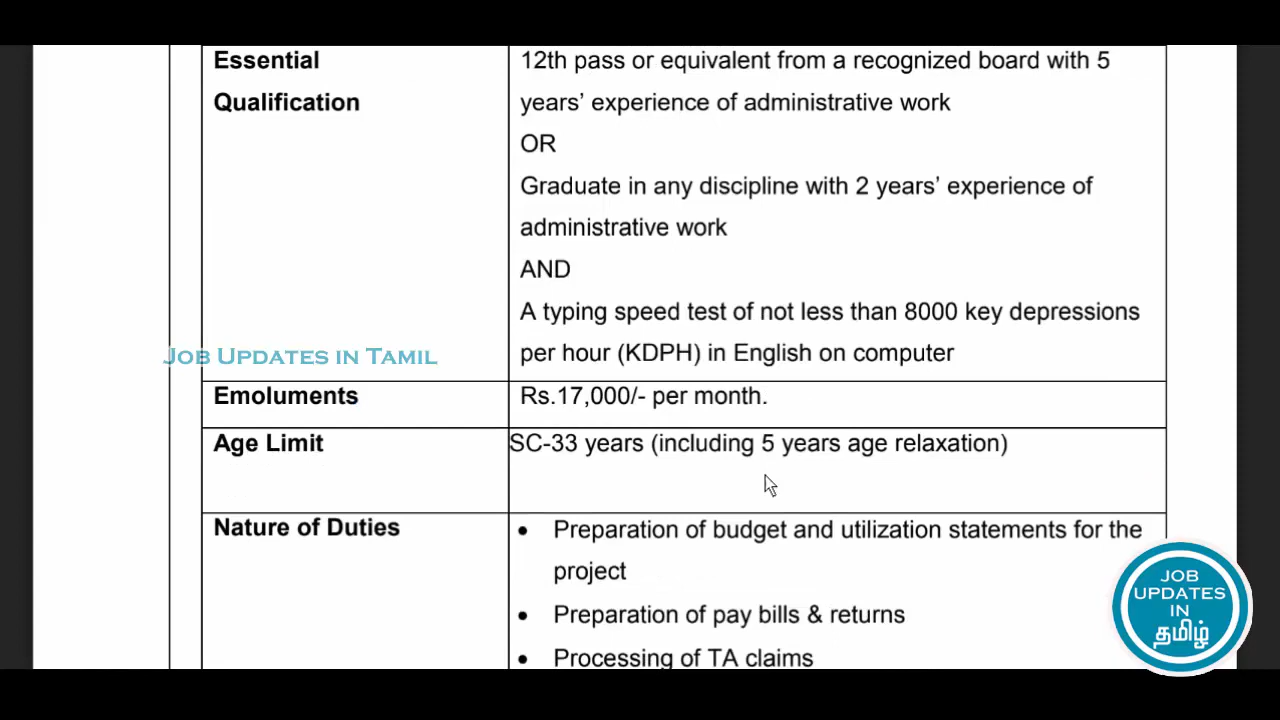 Essential
Qualification
12th pass or equivalent from a recognized board with 5
years’ experience of administrative work
OR
Graduate in any discipline with 2 years’ experience of
administrative work
AND
A typing speed test of not less than 8000 key depressions
per hour (KDPH) in English on computer
JOB UPDATES IN TAMIL
Emoluments
Rs.17,000/- per month.
Age Limit
SC-33 years (including 5 years age relaxation)
Nature of Duties
• Preparation of budget and utilization statements for the
project
• Preparation of pay bills & returns
• Processing of TA claims
JOB
UPDATES
IN
தமிழ்